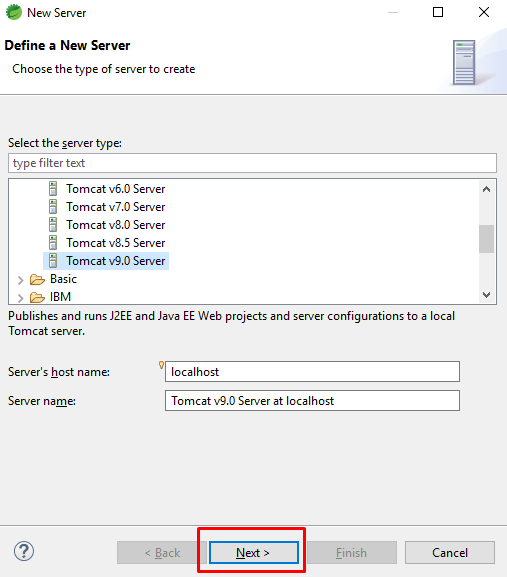 New Server
Define a New Server
Choose the type of server to create
Select the server type:
type filter text
Tomcat v6.0 Server
Tomcat v7.0 Server
Tomcat v8.0 Server
Tomcat v8.5 Server
Tomcat v9.0 Server
Basic
IBM
Publishes and runs J2EE and Java EE Web projects and server configurations to a local
Tomcat server.
Server's host name:
localhost
Server name:
Tomcat v9.0 Server at localhost
? < Back Next > Finish Cancel